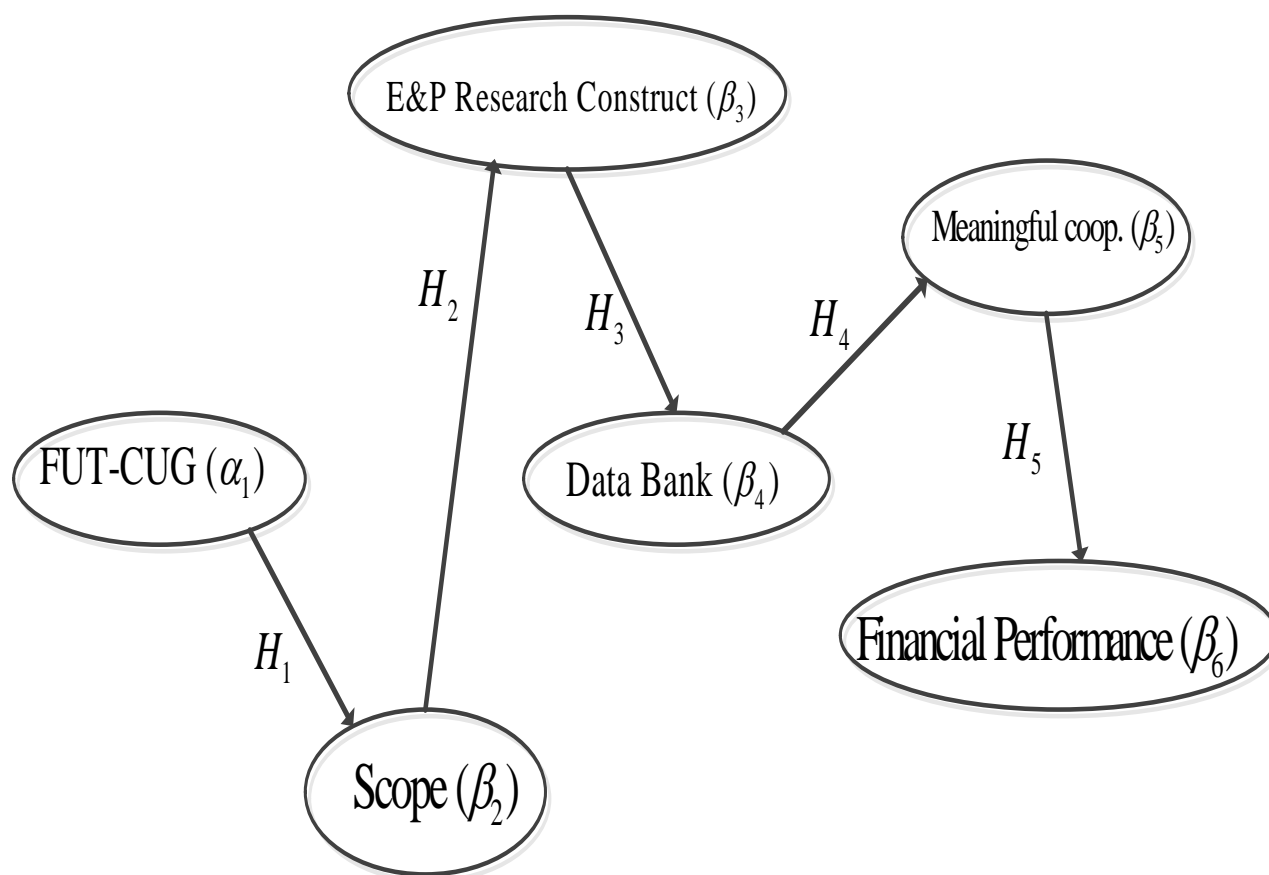 E&P Research Construct (β₃)
Meaningful coop. (β₅)
H₂
H₃
H₄
FUT-CUG (α₁)
Data Bank (β₄)
H₅
H₁
Financial Performance (β₆)
Scope (β₂)